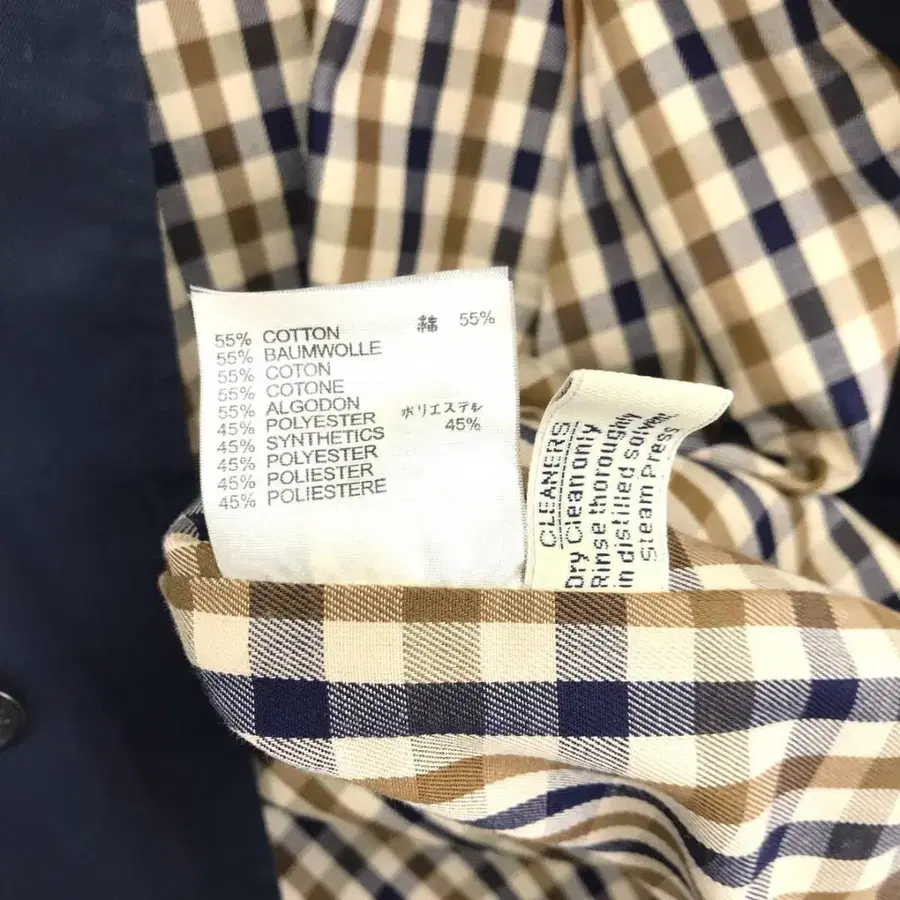 55% COTTON 綿 55%
55% BAUMWOLLE
55% COTON
55% COTONE
55% ALGODON
45% POLYESTER ポリエステル
45% SYNTHETICS 45%
45% POLYESTER
45% POLIESTER
45% POLIESTERE
CLEANERS
Dry Clean only
Rinse thoroughly
in distilled solvent
Steam Press